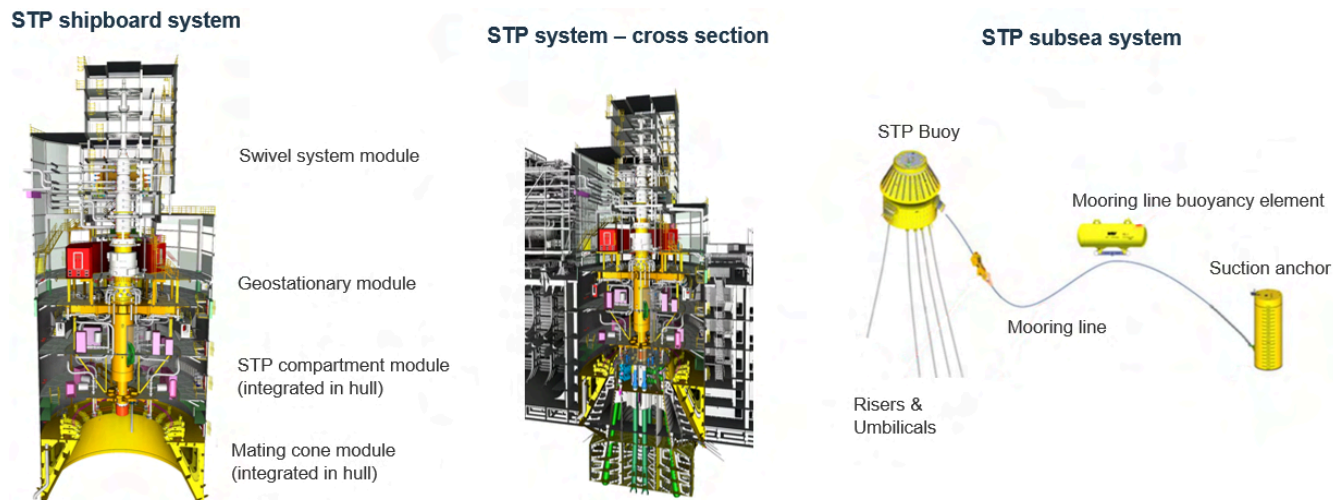 STP shipboard system
Swivel system module
Geostationary module
STP compartment module
(integrated in hull)
Mating cone module
(integrated in hull)
STP system – cross section
STP subsea system
STP Buoy
Mooring line buoyancy element
Suction anchor
Mooring line
Risers &
Umbilicals